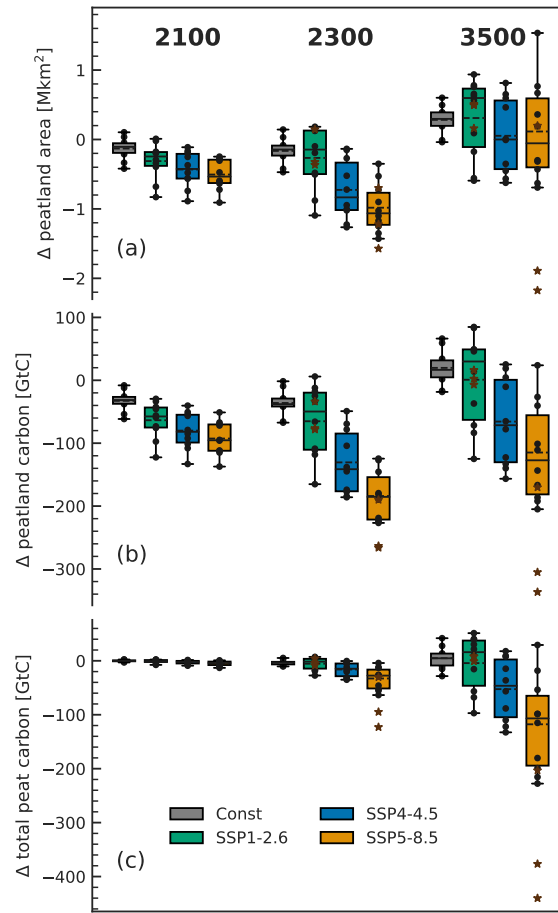 2100 2300 3500
Δ peatland area [Mkm²]
1
0
−1
−2
(a)
Δ peatland carbon [GtC]
100
0
−100
−200
−300
(b)
Δ total peat carbon [GtC]
0
−100
−200
−300
−400
Const
SSP1-2.6
SSP4-4.5
SSP5-8.5
(c)